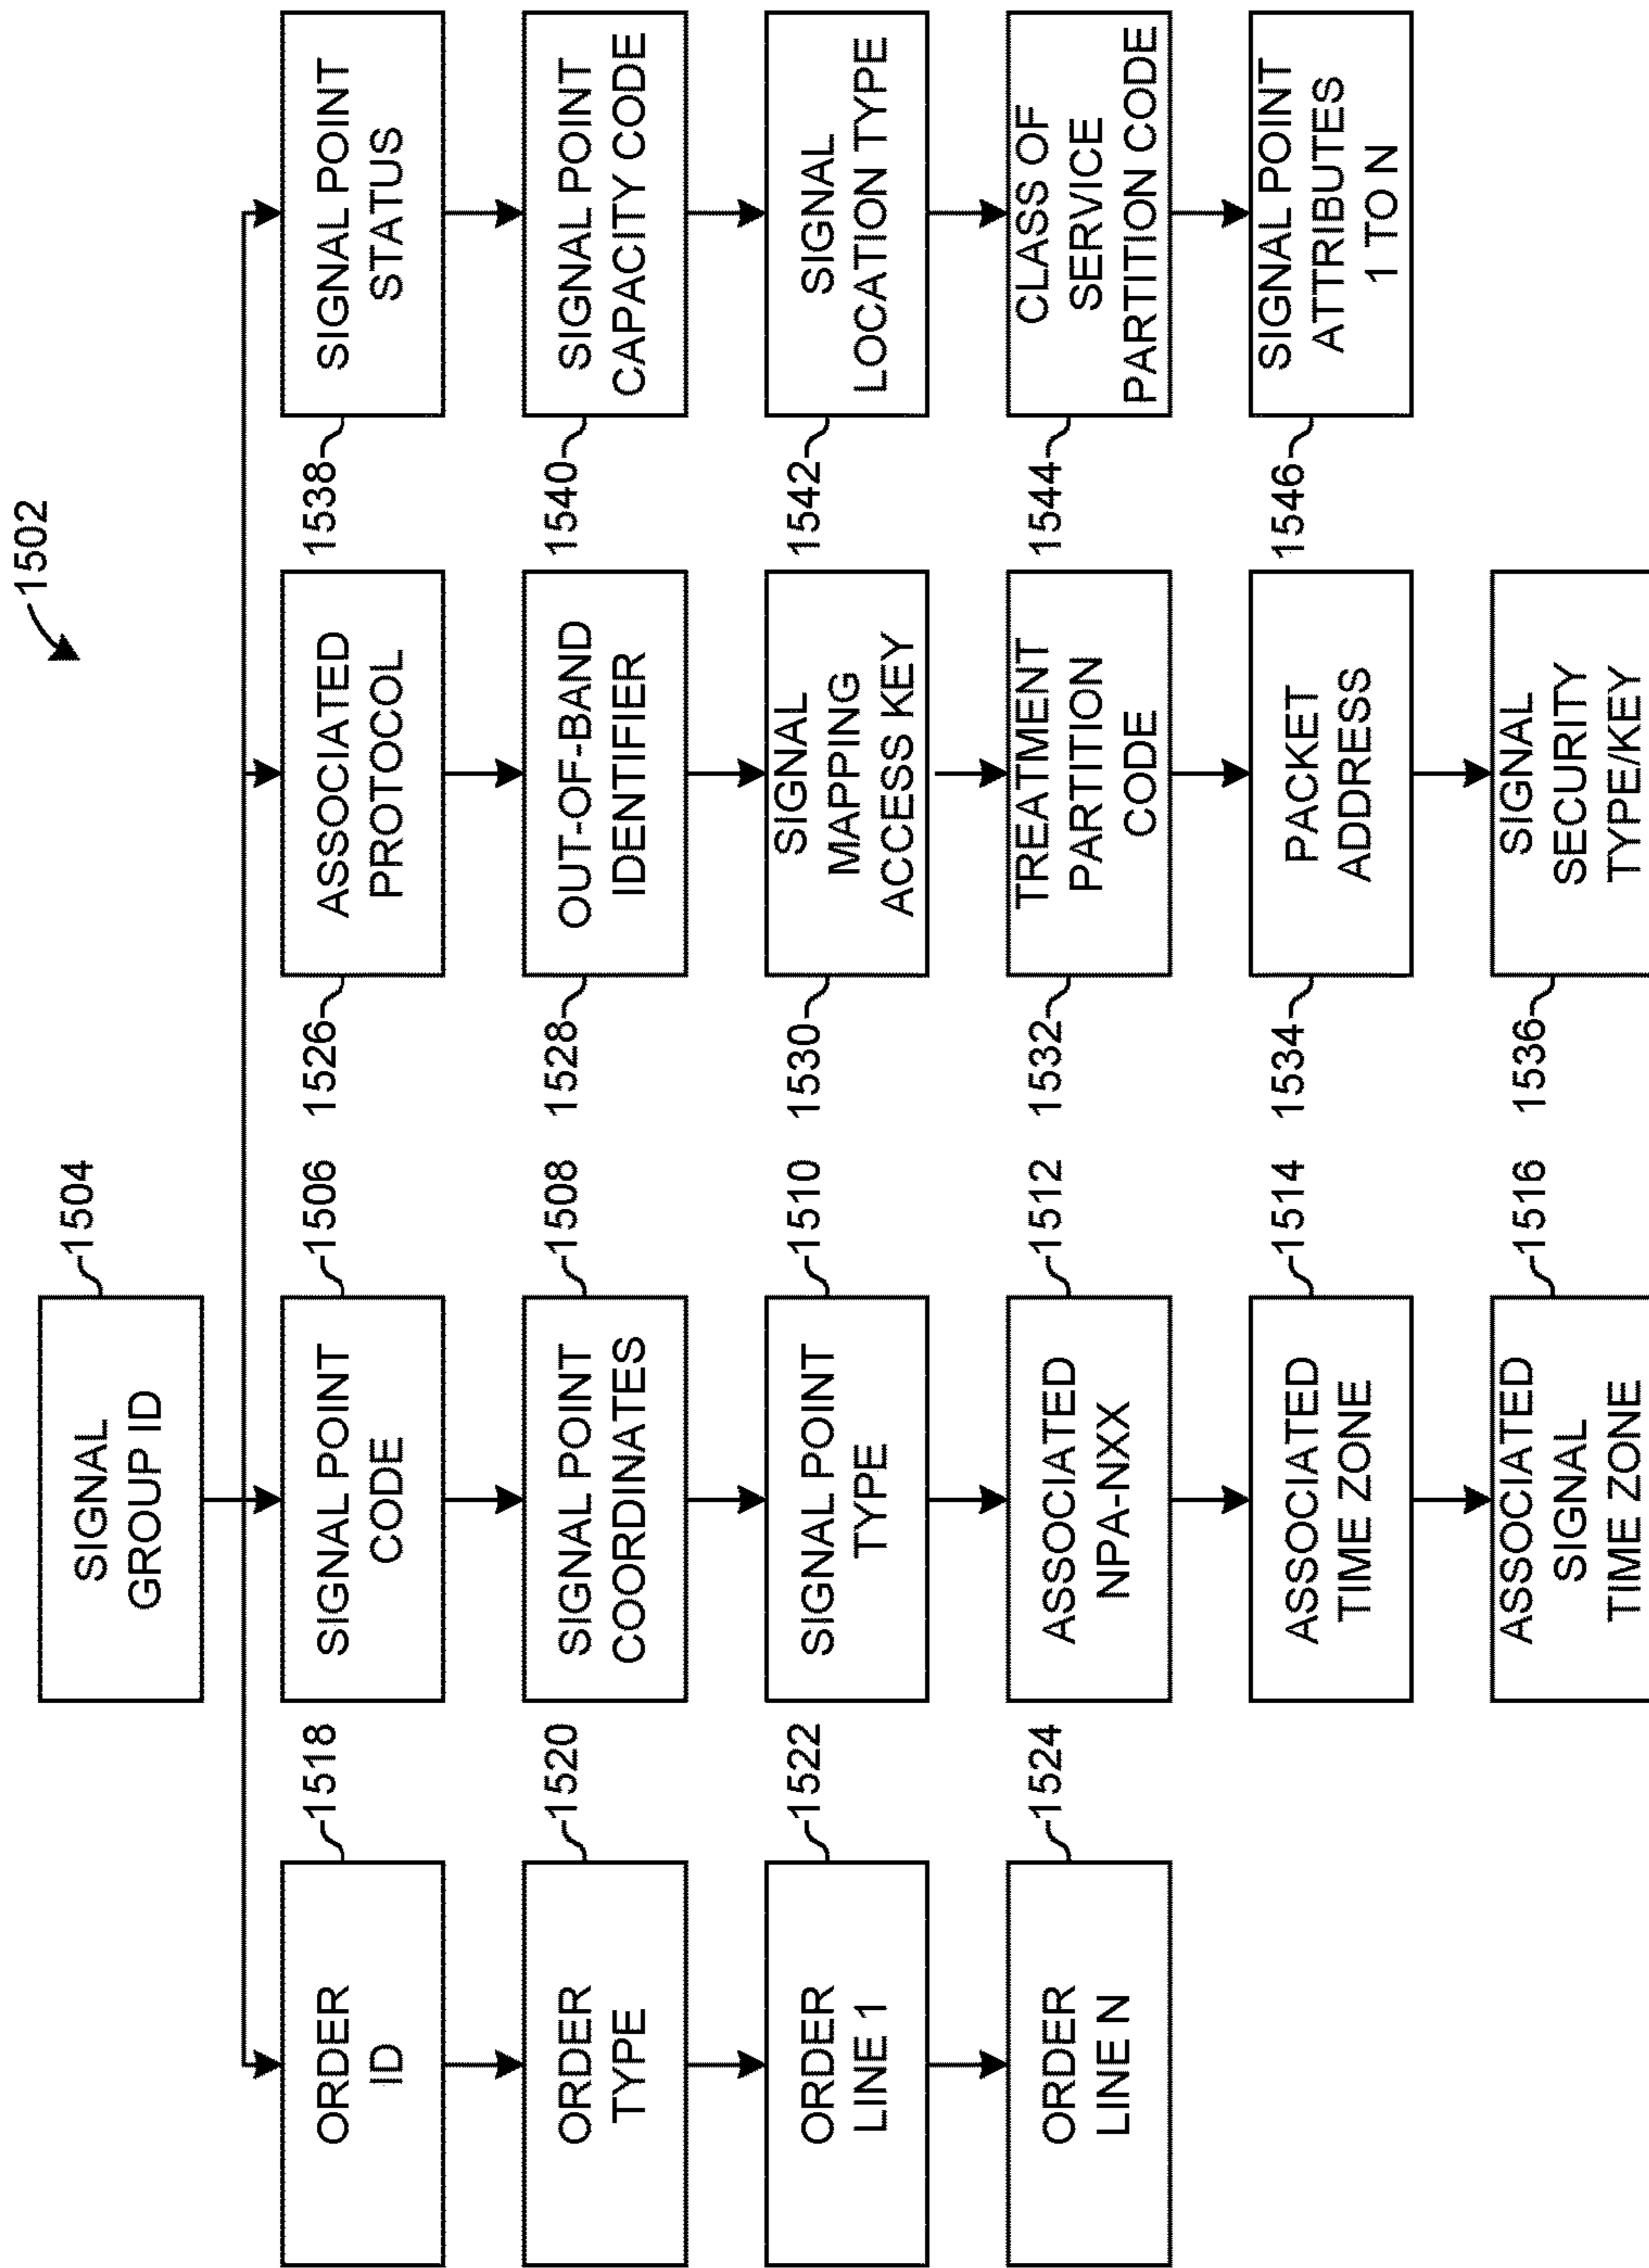 1502
SIGNAL
GROUP ID
1504
ORDER
ID
1518
SIGNAL POINT
CODE
1506
1526
ASSOCIATED
PROTOCOL
1538
SIGNAL POINT
STATUS
ORDER
TYPE
1520
SIGNAL POINT
COORDINATES
1508
1528
OUT-OF-BAND
IDENTIFIER
1540
SIGNAL POINT
CAPACITY CODE
ORDER
LINE 1
1522
SIGNAL POINT
TYPE
1510
1530
SIGNAL
MAPPING
ACCESS KEY
1542
SIGNAL
LOCATION TYPE
ORDER
LINE N
1524
ASSOCIATED
NPA-NXX
1512
1532
TREATMENT
PARTITION
CODE
1544
CLASS OF
SERVICE
PARTITION CODE
ASSOCIATED
TIME ZONE
1514
1534
PACKET
ADDRESS
1546
SIGNAL POINT
ATTRIBUTES
1 TO N
ASSOCIATED
SIGNAL
TIME ZONE
1516
1536
SIGNAL
SECURITY
TYPE/KEY